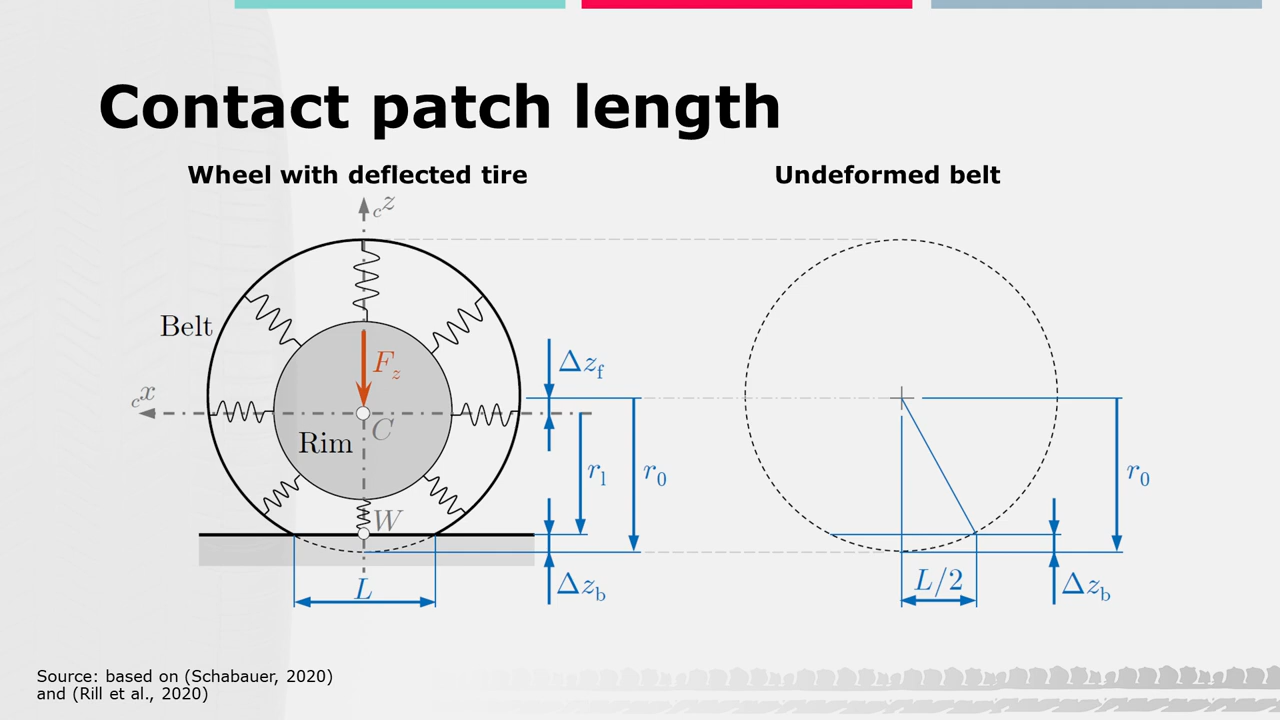 Contact patch length
Wheel with deflected tire
Undeformed belt
cz
Belt
Fz
Δzf
cx
C
Rim
rl
r0
r0
W
L
Δzb
L/2
Δzb
Source: based on (Schabauer, 2020)
and (Rill et al., 2020)